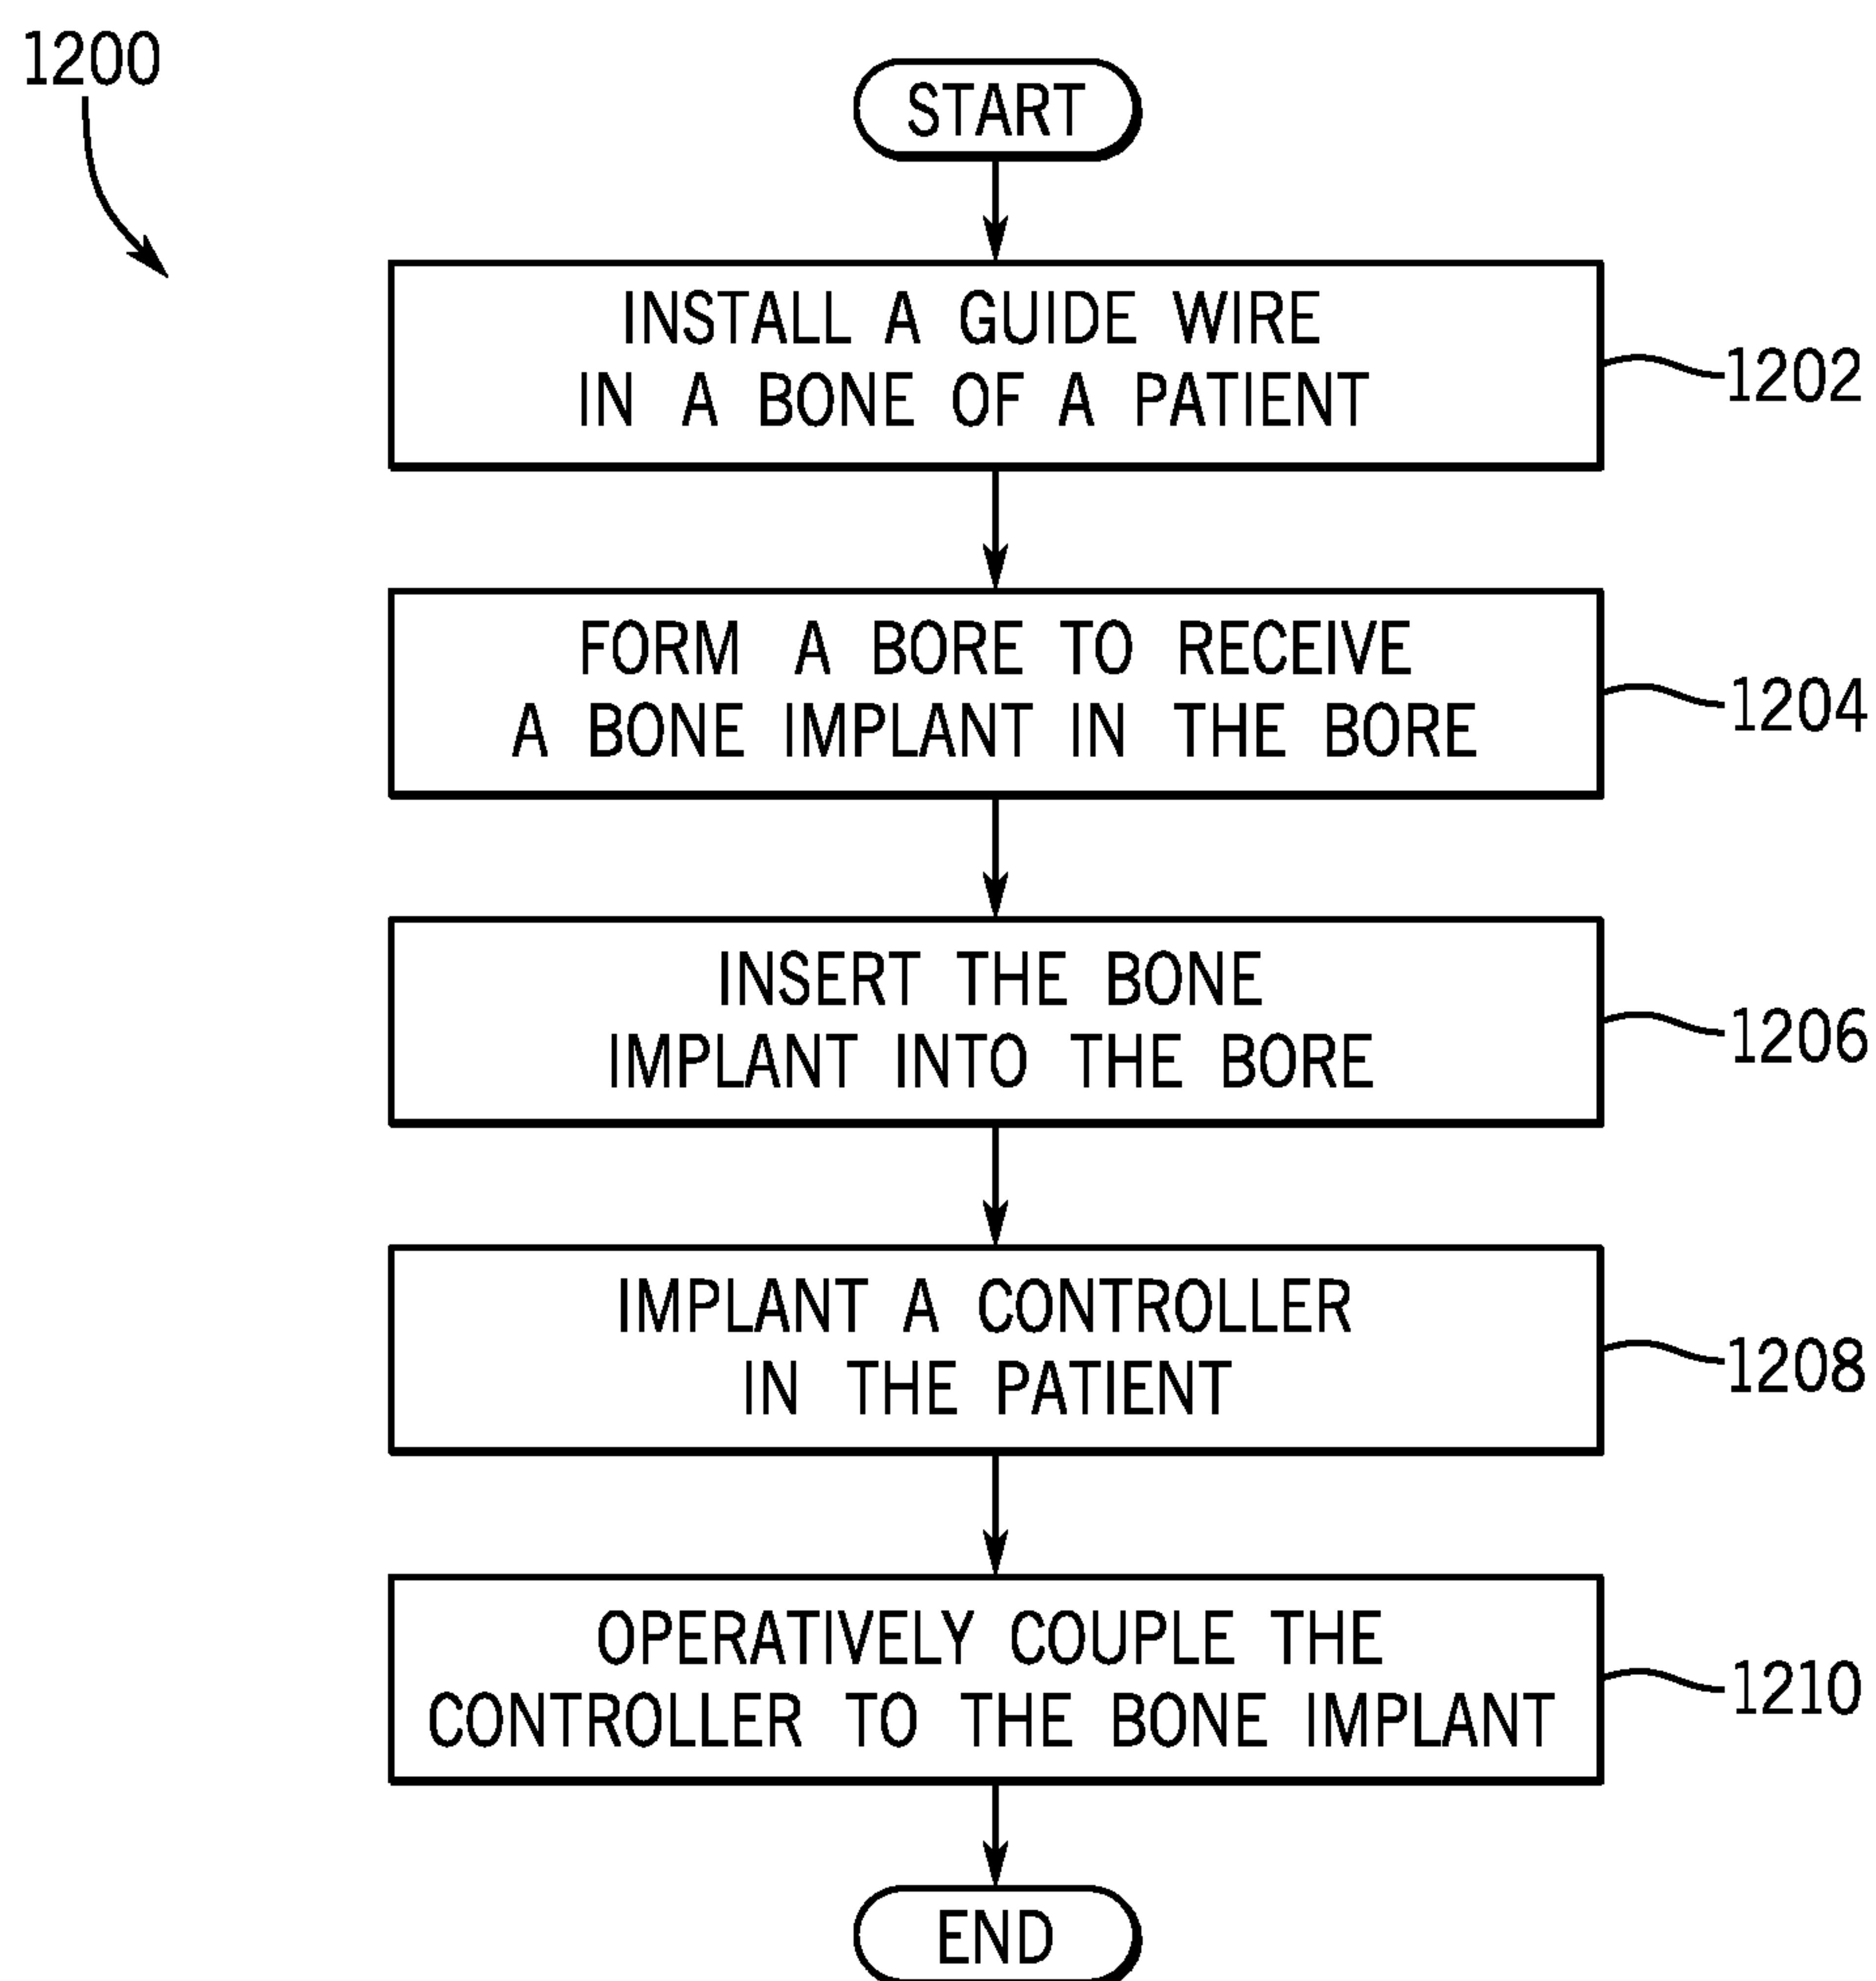 1200
START
INSTALL A GUIDE WIRE
IN A BONE OF A PATIENT
1202
FORM A BORE TO RECEIVE
A BONE IMPLANT IN THE BORE
1204
INSERT THE BONE
IMPLANT INTO THE BORE
1206
IMPLANT A CONTROLLER
IN THE PATIENT
1208
OPERATIVELY COUPLE THE
CONTROLLER TO THE BONE IMPLANT
1210
END